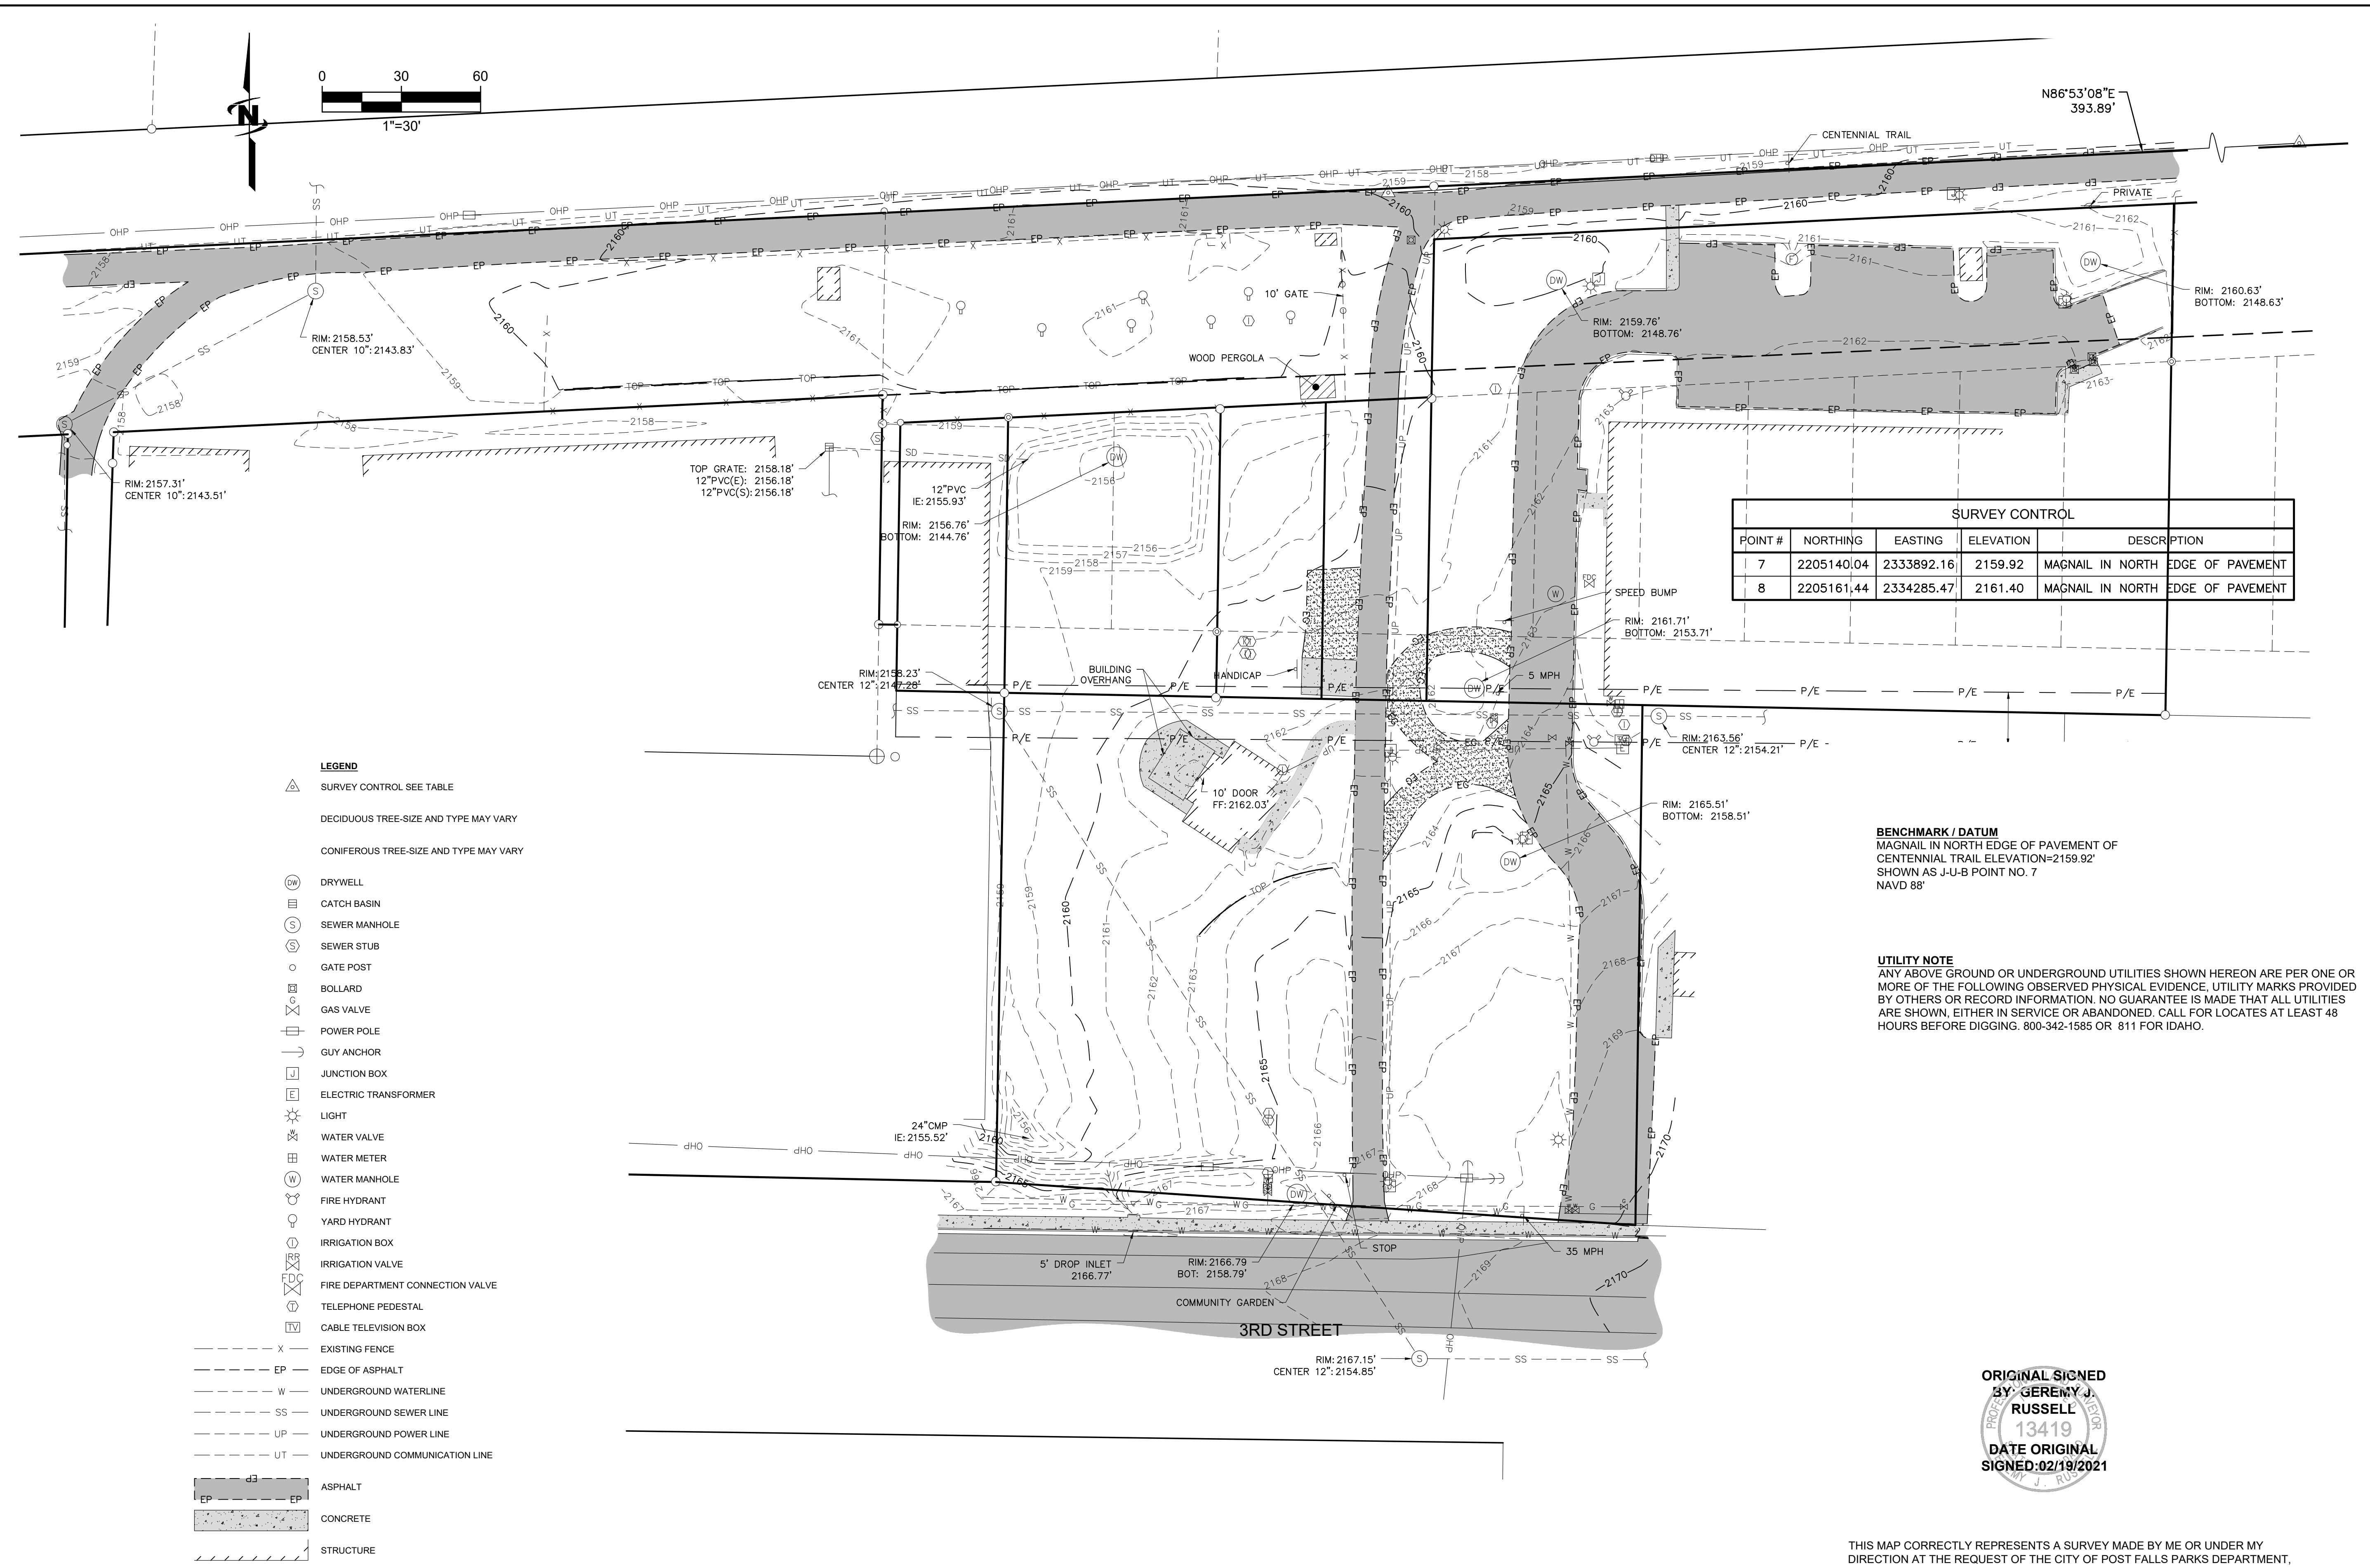 0 30 60
1"=30'
N
N86°53'08"E
393.89'
CENTENNIAL TRAIL
PRIVATE
RIM: 2160.63'
BOTTOM: 2148.63'
10' GATE
RIM: 2159.76'
BOTTOM: 2148.76'
WOOD PERGOLA
RIM: 2158.53'
CENTER 10": 2143.83'
RIM: 2157.31'
CENTER 10": 2143.51'
TOP GRATE: 2158.18'
12"PVC(E): 2156.18'
12"PVC(S): 2156.18'
12"PVC
IE: 2155.93'
RIM: 2156.76'
BOTTOM: 2144.76'
SURVEY CONTROL
POINT # NORTHING EASTING ELEVATION DESCRIPTION
7 2205140.04 2333892.16 2159.92 MAGNAIL IN NORTH EDGE OF PAVEMENT
8 2205161.44 2334285.47 2161.40 MAGNAIL IN NORTH EDGE OF PAVEMENT
SPEED BUMP
RIM: 2161.71'
BOTTOM: 2153.71'
RIM: 2158.23'
CENTER 12": 2147.28'
BUILDING
OVERHANG
HANDICAP
5 MPH
RIM: 2163.56'
CENTER 12": 2154.21'
10' DOOR
FF: 2162.03'
RIM: 2165.51'
BOTTOM: 2158.51'
24"CMP
IE: 2155.52'
5' DROP INLET
2166.77'
RIM: 2166.79
BOT: 2158.79'
STOP
35 MPH
COMMUNITY GARDEN
3RD STREET
RIM: 2167.15'
CENTER 12": 2154.85'
LEGEND
SURVEY CONTROL SEE TABLE
DECIDUOUS TREE-SIZE AND TYPE MAY VARY
CONIFEROUS TREE-SIZE AND TYPE MAY VARY
DW DRYWELL
CATCH BASIN
S SEWER MANHOLE
S SEWER STUB
GATE POST
BOLLARD
G GAS VALVE
POWER POLE
GUY ANCHOR
J JUNCTION BOX
E ELECTRIC TRANSFORMER
LIGHT
W WATER VALVE
WATER METER
W WATER MANHOLE
FIRE HYDRANT
YARD HYDRANT
I IRRIGATION BOX
IRR IRRIGATION VALVE
FDC FIRE DEPARTMENT CONNECTION VALVE
T TELEPHONE PEDESTAL
TV CABLE TELEVISION BOX
X EXISTING FENCE
EP EDGE OF ASPHALT
W UNDERGROUND WATERLINE
SS UNDERGROUND SEWER LINE
UP UNDERGROUND POWER LINE
UT UNDERGROUND COMMUNICATION LINE
EP EP EP ASPHALT
CONCRETE
STRUCTURE
BENCHMARK / DATUM
MAGNAIL IN NORTH EDGE OF PAVEMENT OF
CENTENNIAL TRAIL ELEVATION=2159.92'
SHOWN AS J-U-B POINT NO. 7
NAVD 88'
UTILITY NOTE
ANY ABOVE GROUND OR UNDERGROUND UTILITIES SHOWN HEREON ARE PER ONE OR
MORE OF THE FOLLOWING OBSERVED PHYSICAL EVIDENCE, UTILITY MARKS PROVIDED
BY OTHERS OR RECORD INFORMATION. NO GUARANTEE IS MADE THAT ALL UTILITIES
ARE SHOWN, EITHER IN SERVICE OR ABANDONED. CALL FOR LOCATES AT LEAST 48
HOURS BEFORE DIGGING. 800-342-1585 OR 811 FOR IDAHO.
ORIGINAL SIGNED
BY: GEREMY J.
RUSSELL
13419
DATE ORIGINAL
SIGNED:02/19/2021
THIS MAP CORRECTLY REPRESENTS A SURVEY MADE BY ME OR UNDER MY
DIRECTION AT THE REQUEST OF THE CITY OF POST FALLS PARKS DEPARTMENT,